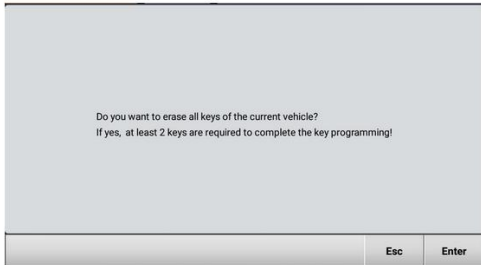 Do you want to erase all keys of the current vehicle?
If yes, at least 2 keys are required to complete the key programming!
Esc
Enter